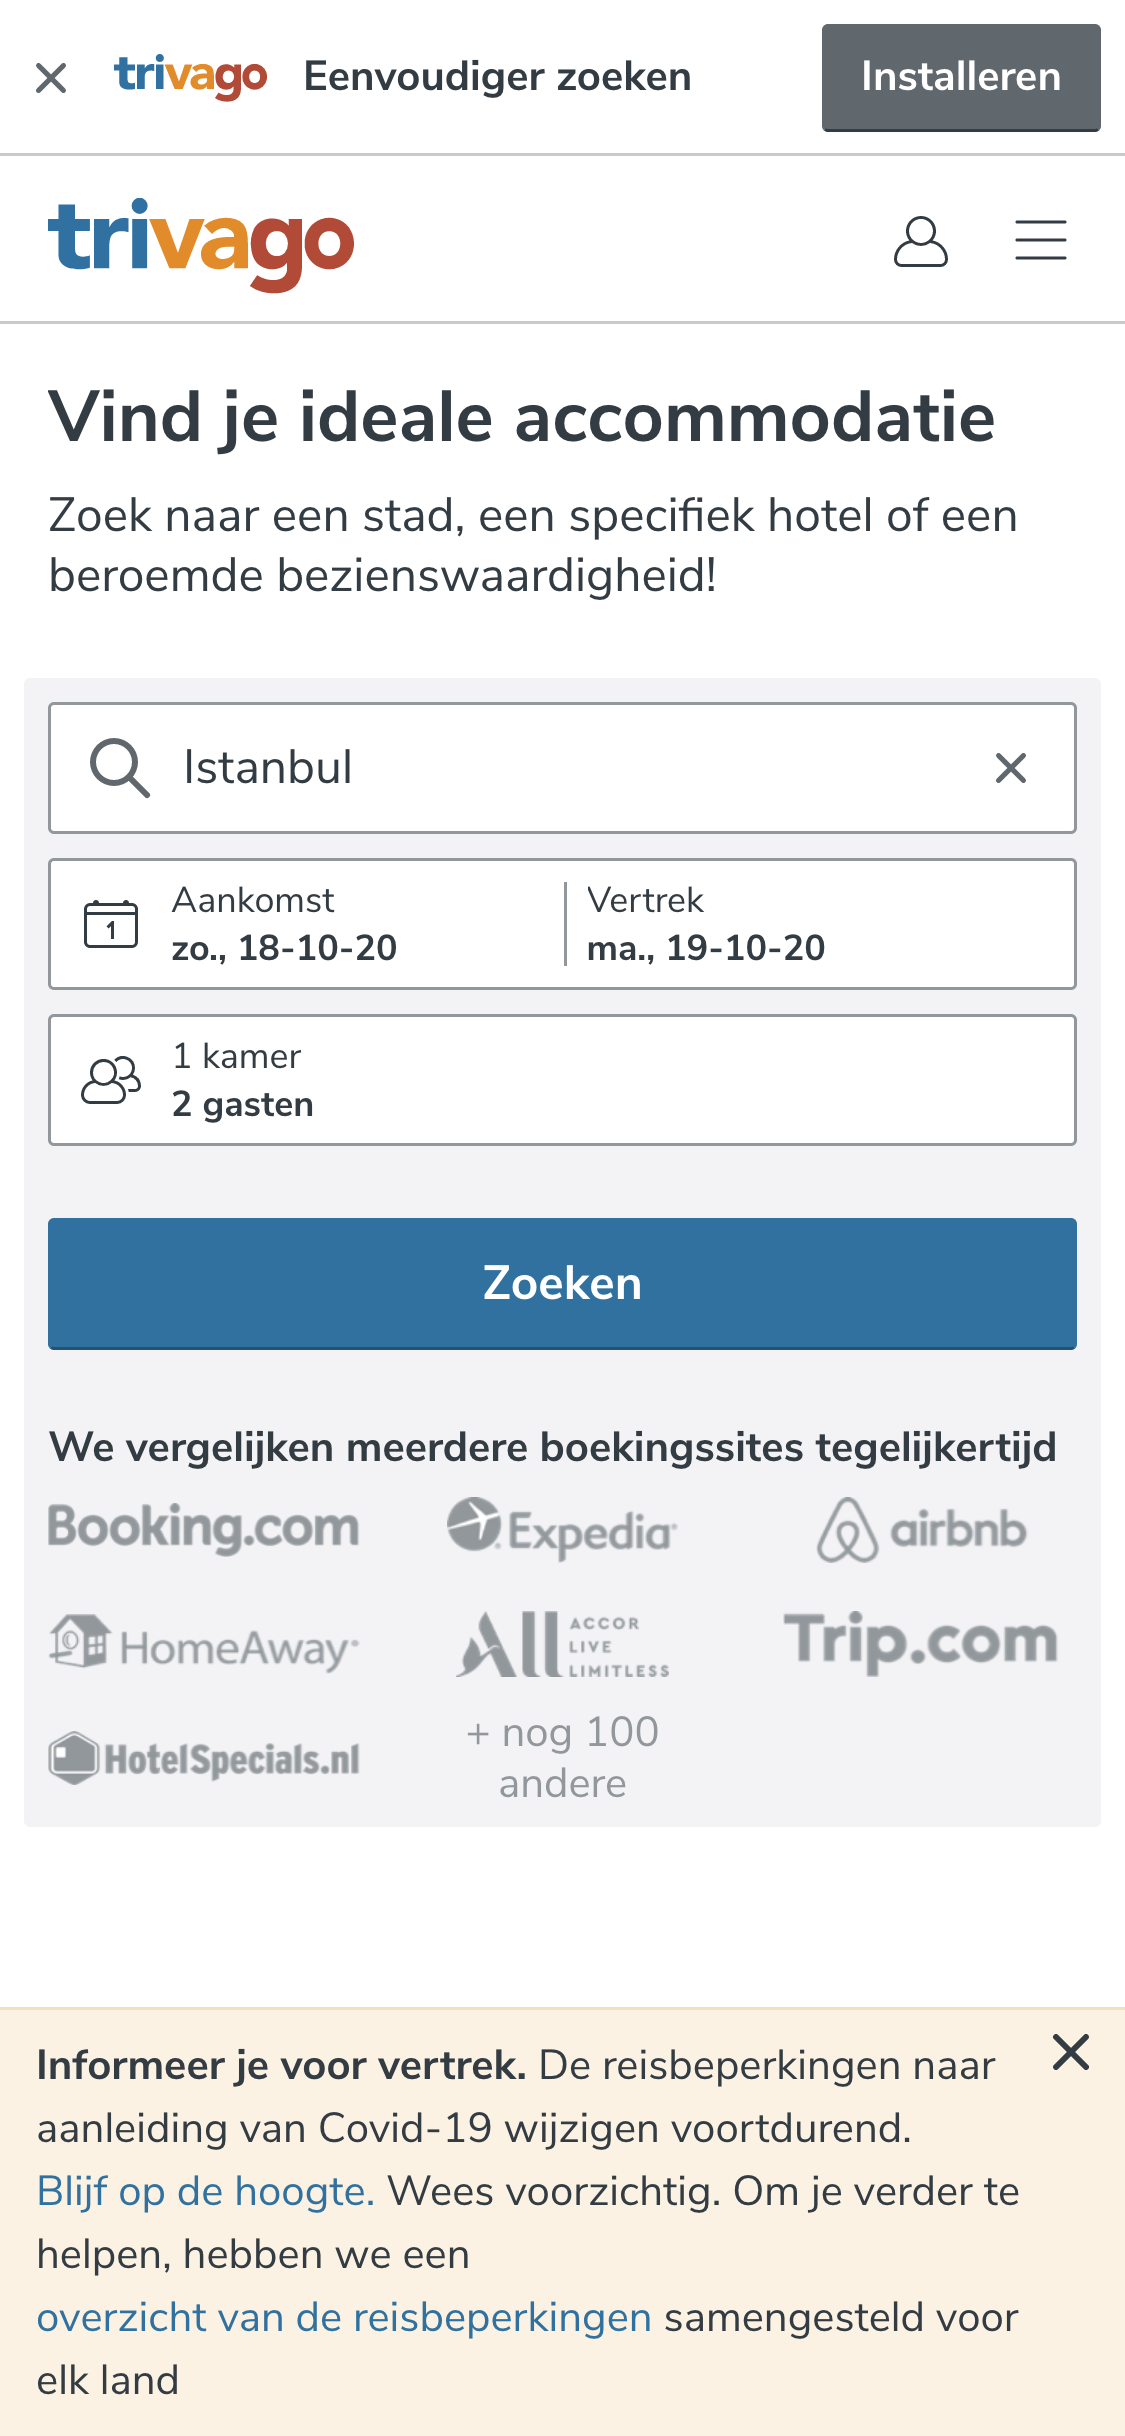 trivago Eenvoudiger zoeken Installeren
trivago
Vind je ideale accommodatie
Zoek naar een stad, een specifiek hotel of een
beroemde bezienswaardigheid!
Istanbul
1
Aankomst
zo., 18-10-20
Vertrek
ma., 19-10-20
1 kamer
2 gasten
Zoeken
We vergelijken meerdere boekingssites tegelijkertijd
Booking.com
Expedia
airbnb
HomeAway
All ACCOR
LIVE
LIMITLESS
Trip.com
HotelSpecials.nl
+ nog 100
andere
Informeer je voor vertrek. De reisbeperkingen naar
aanleiding van Covid-19 wijzigen voortdurend.
Blijf op de hoogte. Wees voorzichtig. Om je verder te
helpen, hebben we een
overzicht van de reisbeperkingen samengesteld voor
elk land